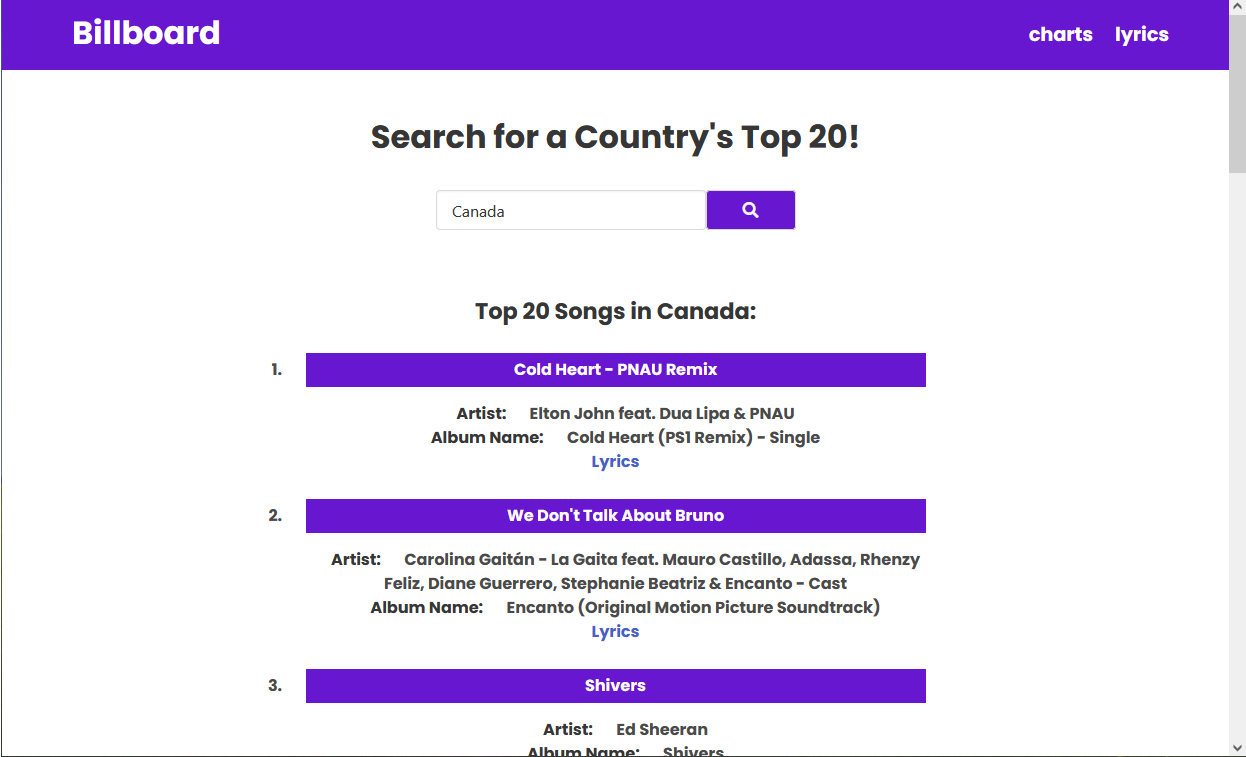 Billboard
charts lyrics
Search for a Country's Top 20!
Canada
Top 20 Songs in Canada:
1. Cold Heart - PNAU Remix
Artist: Elton John feat. Dua Lipa & PNAU
Album Name: Cold Heart (PS1 Remix) - Single
Lyrics
2. We Don't Talk About Bruno
Artist: Carolina Gaitán - La Gaita feat. Mauro Castillo, Adassa, Rhenzy
Feliz, Diane Guerrero, Stephanie Beatriz & Encanto - Cast
Album Name: Encanto (Original Motion Picture Soundtrack)
Lyrics
3. Shivers
Artist: Ed Sheeran
Album Name: Shivers